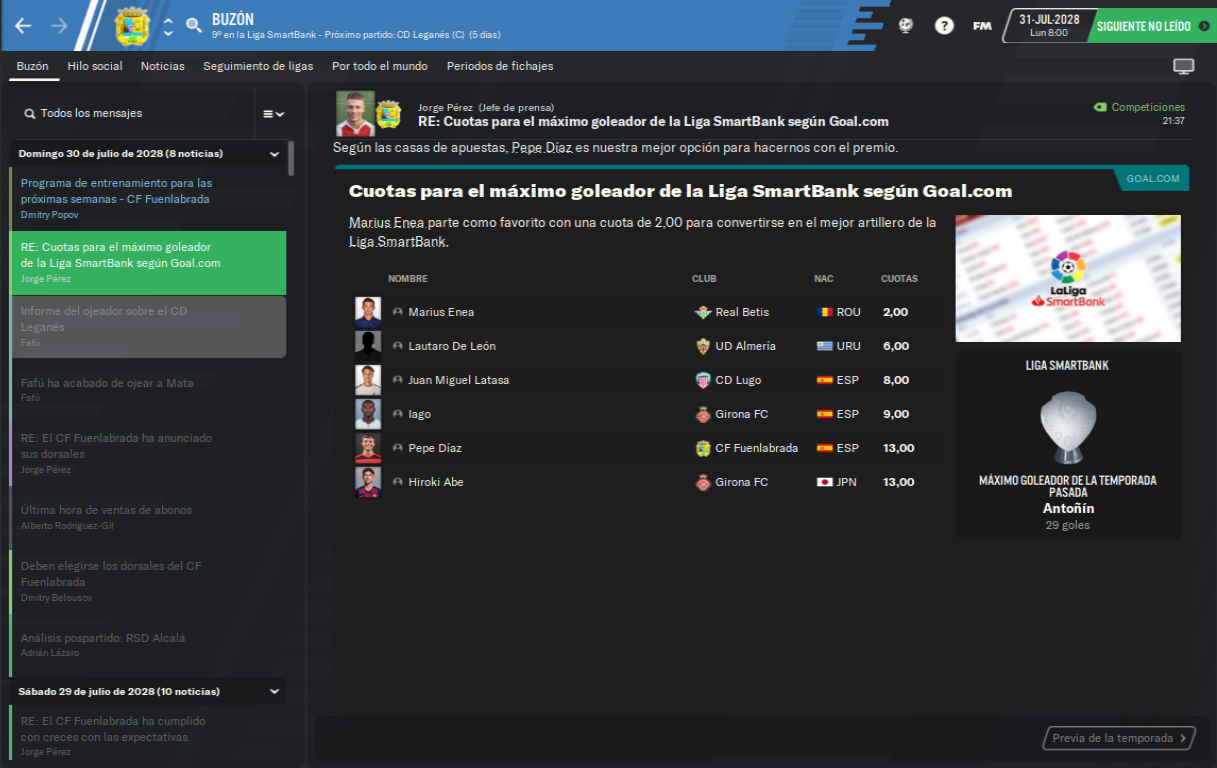 BUZÓN
9º en la Liga SmartBank - Próximo partido: CD Leganés (C) (5 días)
?
FM
31-JUL-2028
Lun 8:00
SIGUIENTE NO LEÍDO
Buzón Hilo social Noticias Seguimiento de ligas Por todo el mundo Periodos de fichajes
Todos los mensajes
Domingo 30 de julio de 2028 (8 noticias)
Programa de entrenamiento para las
próximas semanas - CF Fuenlabrada
Dmitry Popov
RE: Cuotas para el máximo goleador
de la Liga SmartBank según Goal.com
Jorge Pérez
Informe del ojeador sobre el CD
Leganés
Fafú
Fafú ha acabado de ojear a Mata
Fafú
RE: El CF Fuenlabrada ha anunciado
sus dorsales
Jorge Pérez
Última hora de ventas de abonos
Alberto Rodriguez-Gil
Deben elegirse los dorsales del CF
Fuenlabrada
Dmitry Belousov
Análisis pospartido: RSD Alcalá
Adrián Lázaro
Sábado 29 de julio de 2028 (10 noticias)
RE: El CF Fuenlabrada ha cumplido
con creces con las expectativas.
Jorge Pérez
Jorge Pérez (Jefe de prensa)
RE: Cuotas para el máximo goleador de la Liga SmartBank según Goal.com
Competiciones
21:37
Según las casas de apuestas, Pepe Díaz es nuestra mejor opción para hacernos con el premio.
GOAL.COM
Cuotas para el máximo goleador de la Liga SmartBank según Goal.com
Marius Enea parte como favorito con una cuota de 2,00 para convertirse en el mejor artillero de la
Liga SmartBank.
NOMBRE CLUB NAC CUOTAS
Marius Enea Real Betis ROU 2,00
Lautaro De León UD Almería URU 6,00
Juan Miguel Latasa CD Lugo ESP 8,00
Iago Girona FC ESP 9,00
Pepe Díaz CF Fuenlabrada ESP 13,00
Hiroki Abe Girona FC JPN 13,00
LaLiga
SmartBank
LIGA SMARTBANK
MÁXIMO GOLEADOR DE LA TEMPORADA
PASADA
Antoñín
29 goles
Previa de la temporada